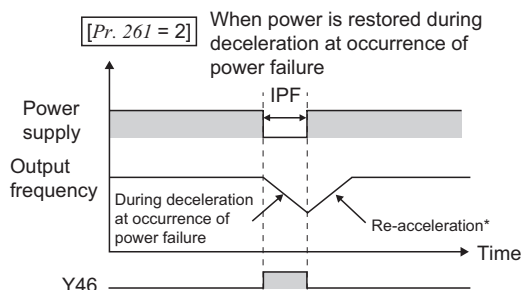 [Pr. 261 = 2]
When power is restored during
deceleration at occurrence of
power failure
IPF
Power
supply
Output
frequency
During deceleration
at occurrence of
power failure
Re-acceleration*
Time
Y46